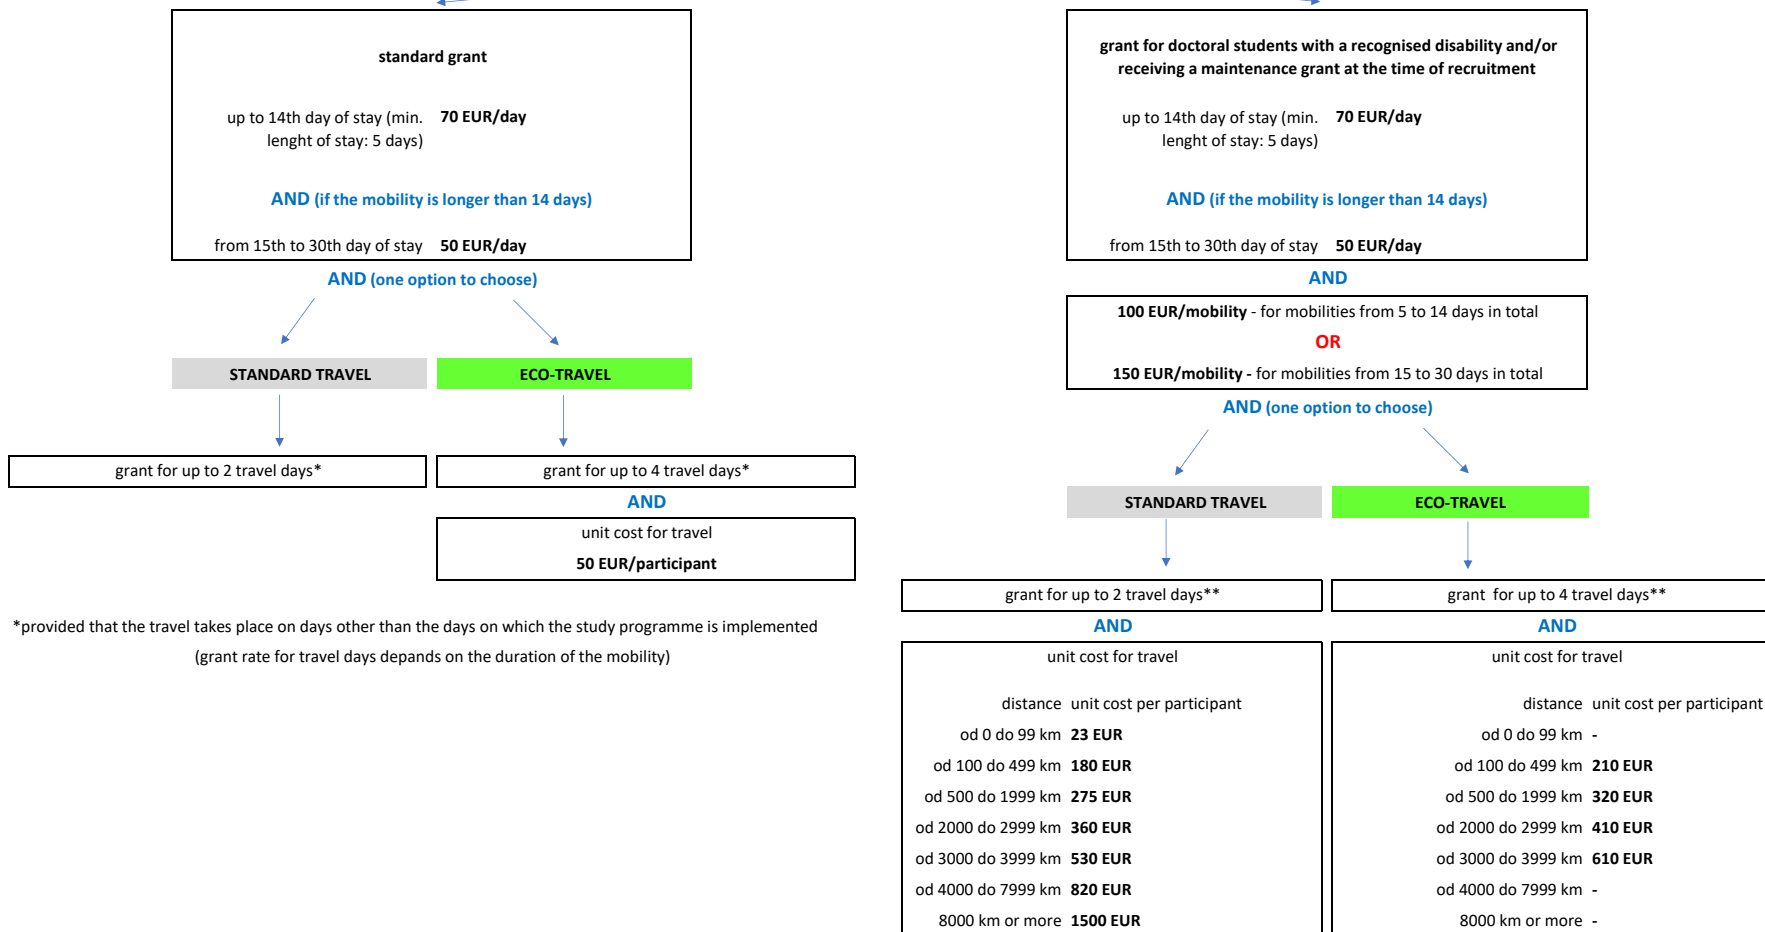 standard grant
up to 14th day of stay (min. 70 EUR/day
lenght of stay: 5 days)
AND (if the mobility is longer than 14 days)
from 15th to 30th day of stay 50 EUR/day
AND (one option to choose)
STANDARD TRAVEL
ECO-TRAVEL
grant for up to 2 travel days*
grant for up to 4 travel days*
AND
unit cost for travel
50 EUR/participant
*provided that the travel takes place on days other than the days on which the study programme is implemented
(grant rate for travel days depends on the duration of the mobility)
grant for doctoral students with a recognised disability and/or
receiving a maintenance grant at the time of recruitment
up to 14th day of stay (min. 70 EUR/day
lenght of stay: 5 days)
AND (if the mobility is longer than 14 days)
from 15th to 30th day of stay 50 EUR/day
AND
100 EUR/mobility - for mobilities from 5 to 14 days in total
OR
150 EUR/mobility - for mobilities from 15 to 30 days in total
AND (one option to choose)
STANDARD TRAVEL
ECO-TRAVEL
grant for up to 2 travel days**
AND
unit cost for travel
distance unit cost per participant
od 0 do 99 km 23 EUR
od 100 do 499 km 180 EUR
od 500 do 1999 km 275 EUR
od 2000 do 2999 km 360 EUR
od 3000 do 3999 km 530 EUR
od 4000 do 7999 km 820 EUR
8000 km or more 1500 EUR
grant for up to 4 travel days**
AND
unit cost for travel
distance unit cost per participant
od 0 do 99 km -
od 100 do 499 km 210 EUR
od 500 do 1999 km 320 EUR
od 2000 do 2999 km 410 EUR
od 3000 do 3999 km 610 EUR
od 4000 do 7999 km -
8000 km or more -